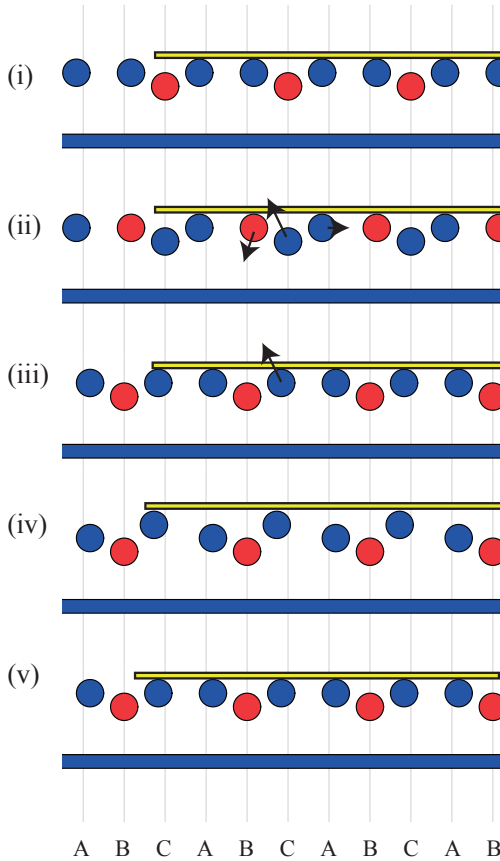 (i)
(ii)
(iii)
(iv)
(v)
A B C A B C A B C A B